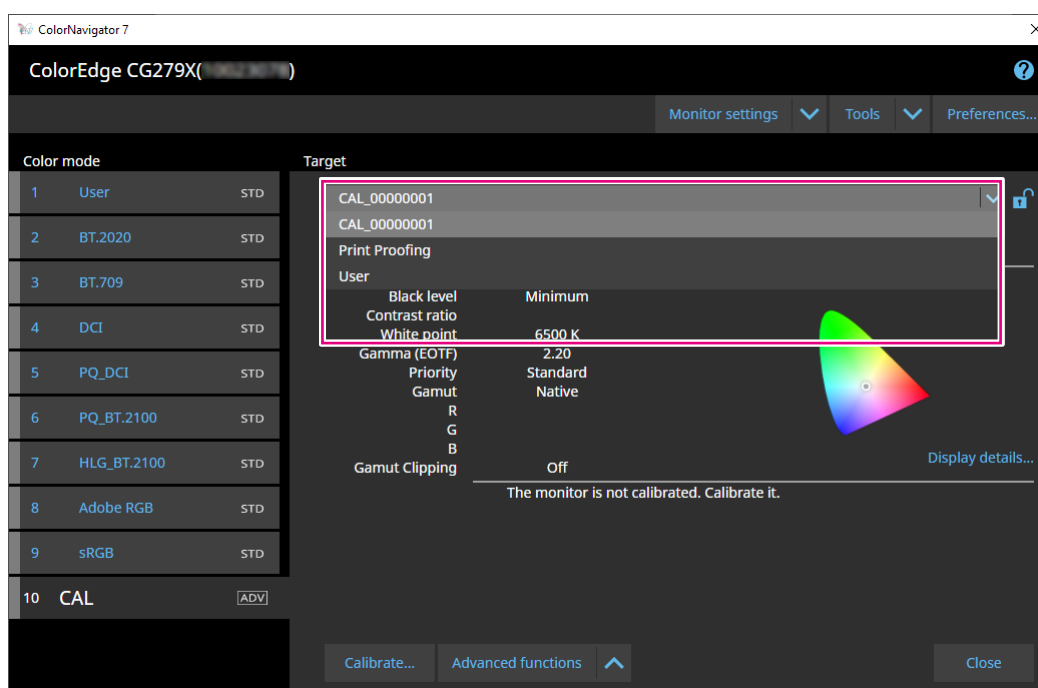 ColorNavigator 7
ColorEdge CG279X( )
Monitor settings Tools Preferences...
Color mode
1 User STD
2 BT.2020 STD
3 BT.709 STD
4 DCI STD
5 PQ_DCI STD
6 PQ_BT.2100 STD
7 HLG_BT.2100 STD
8 Adobe RGB STD
9 sRGB STD
10 CAL ADV
Target
CAL_00000001
CAL_00000001
Print Proofing
User
Black level Minimum
Contrast ratio
White point 6500 K
Gamma (EOTF) 2.20
Priority Standard
Gamut Native
R
G
B
Gamut Clipping Off
Display details...
The monitor is not calibrated. Calibrate it.
Calibrate... Advanced functions Close